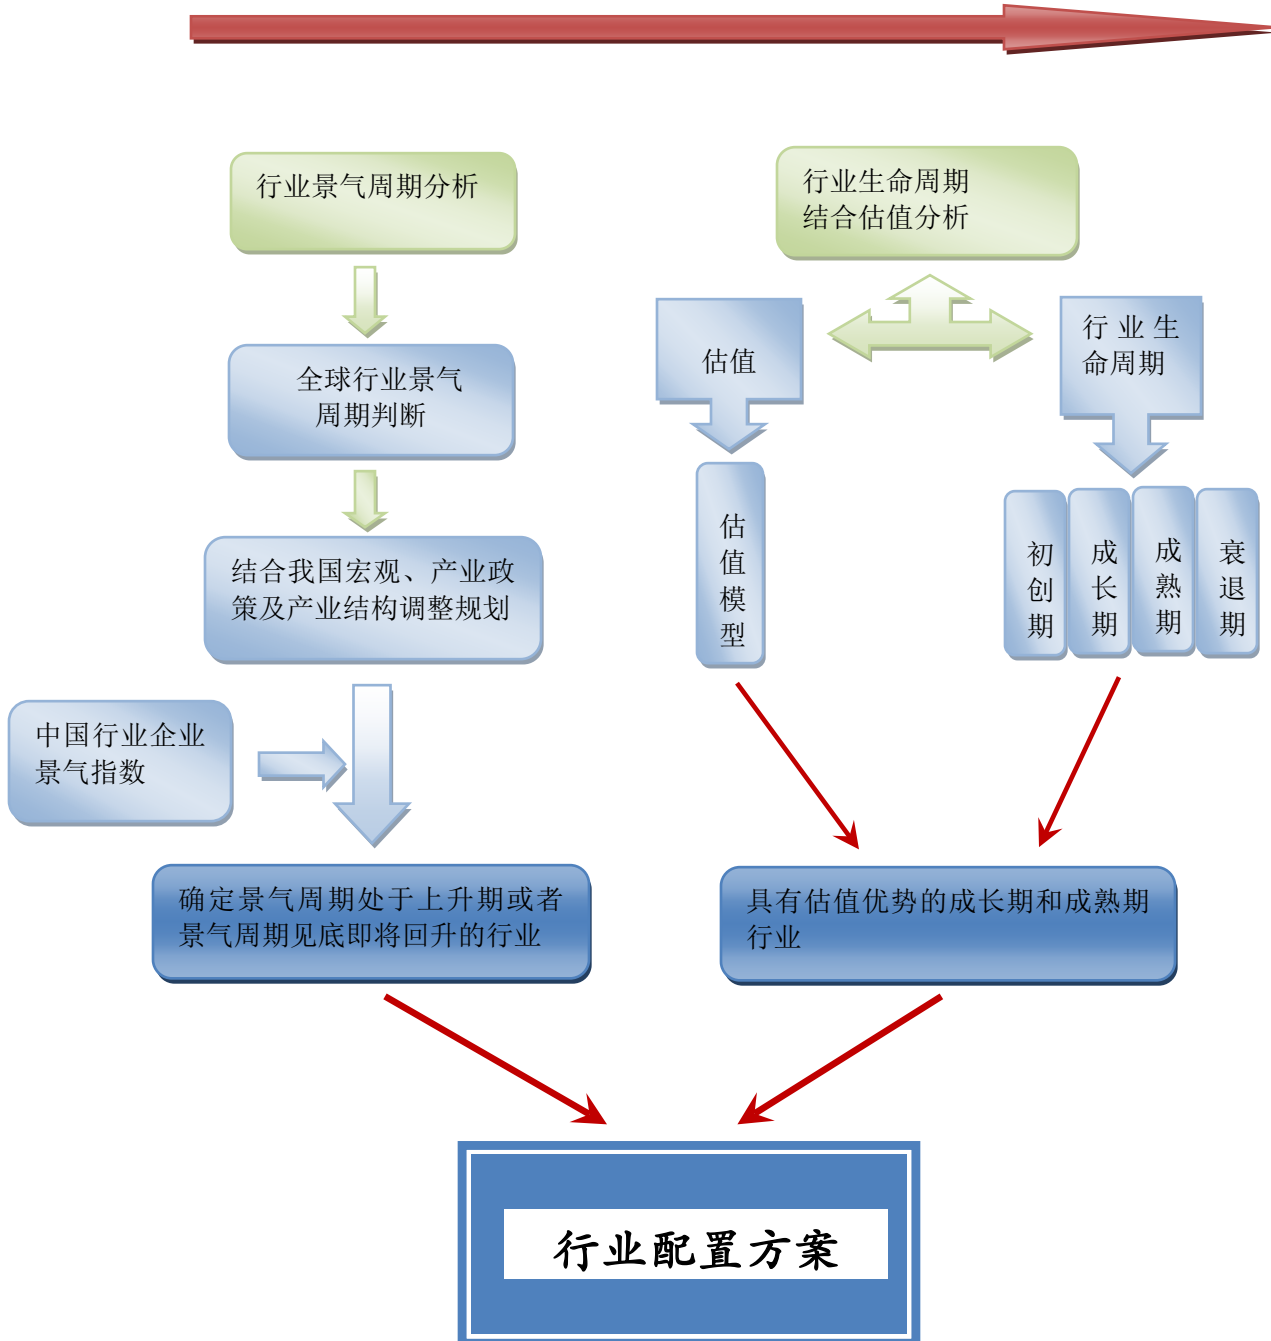 行业景气周期分析
全球行业景气
周期判断
结合我国宏观、产业政
策及产业结构调整规划
中国行业企业
景气指数
确定景气周期处于上升期或者
景气周期见底即将回升的行业
行业生命周期
结合估值分析
估值
行业生
命周期
估值模型
初创期
成长期
成熟期
衰退期
具有估值优势的成长期和成熟期
行业
行业配置方案